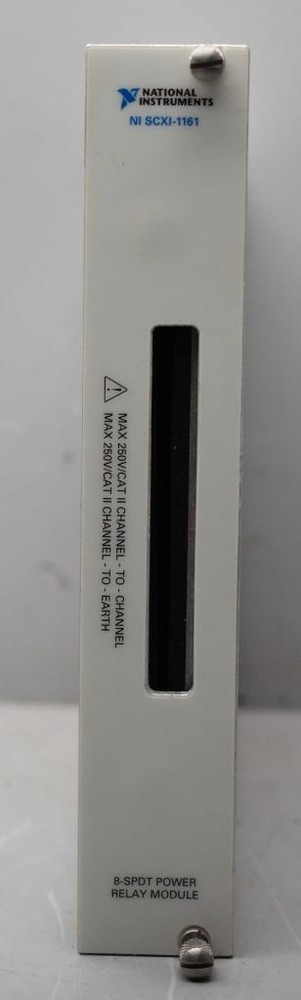 NATIONAL
INSTRUMENTS
NI SCXI-1161
MAX 250V/CAT II CHANNEL - TO - CHANNEL
MAX 250V/CAT II CHANNEL - TO - EARTH
8-SPDT POWER
RELAY MODULE